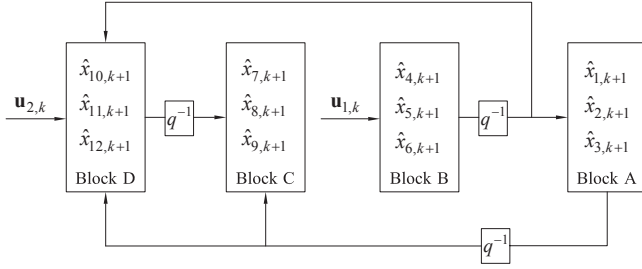 u₂,ₖ
x̂₁₀,ₖ₊₁
x̂₁₁,ₖ₊₁
x̂₁₂,ₖ₊₁
Block D
q⁻¹
x̂₇,ₖ₊₁
x̂₈,ₖ₊₁
x̂₉,ₖ₊₁
Block C
u₁,ₖ
x̂₄,ₖ₊₁
x̂₅,ₖ₊₁
x̂₆,ₖ₊₁
Block B
q⁻¹
x̂₁,ₖ₊₁
x̂₂,ₖ₊₁
x̂₃,ₖ₊₁
Block A
q⁻¹